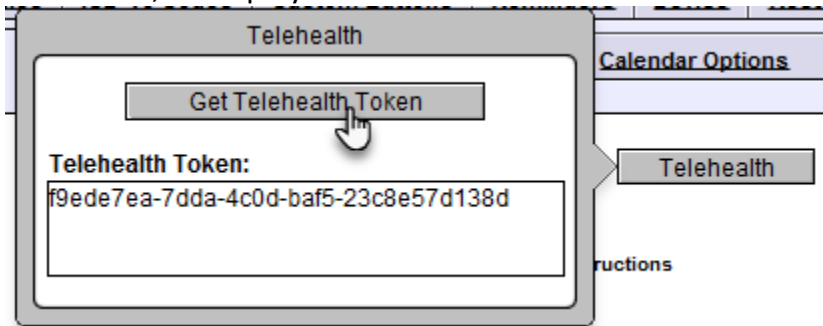 Telehealth
Calendar Options
Get Telehealth Token
Telehealth Token:
f9ede7ea-7dda-4c0d-baf5-23c8e57d138d
Telehealth
ructions